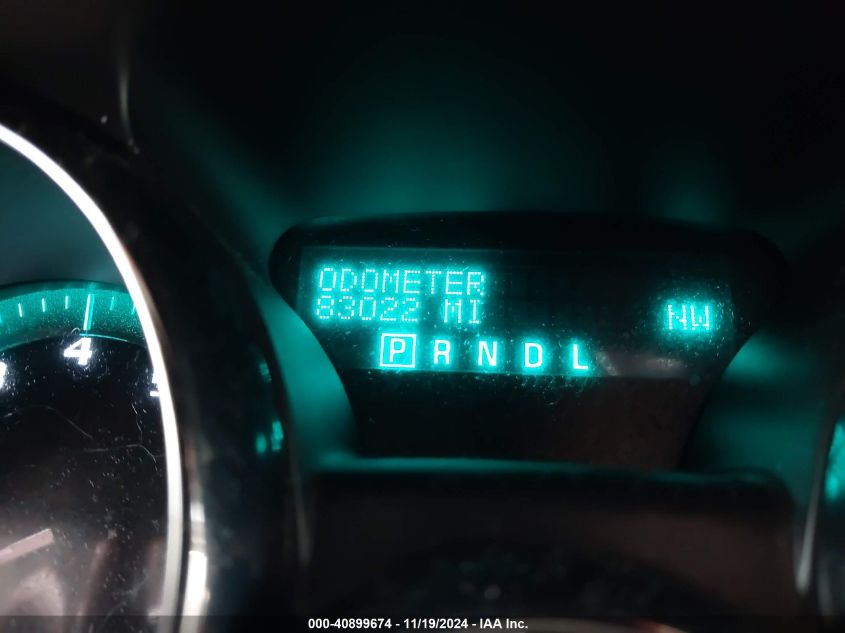 ODOMETER
83022 MI
NW
P R N D L
4
000-40899674 - 11/19/2024 - IAA Inc.